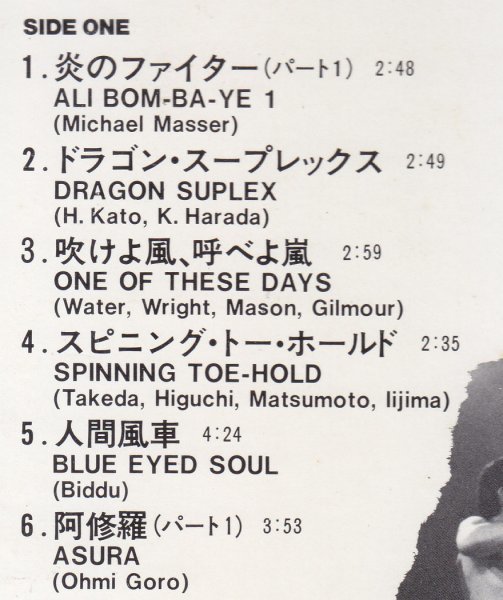 SIDE ONE
1.炎のファイター(パート1) 2:48
ALI BOM-BA-YE 1
(Michael Masser)
2.ドラゴン・スープレックス 2:49
DRAGON SUPLEX
(H. Kato, K. Harada)
3.吹けよ風、呼べよ嵐 2:59
ONE OF THESE DAYS
(Water, Wright, Mason, Gilmour)
4.スピニング・トー・ホールド 2:35
SPINNING TOE-HOLD
(Takeda, Higuchi, Matsumoto, Iijima)
5.人間風車 4:24
BLUE EYED SOUL
(Biddu)
6.阿修羅(パート1) 3:53
ASURA
(Ohmi Goro)